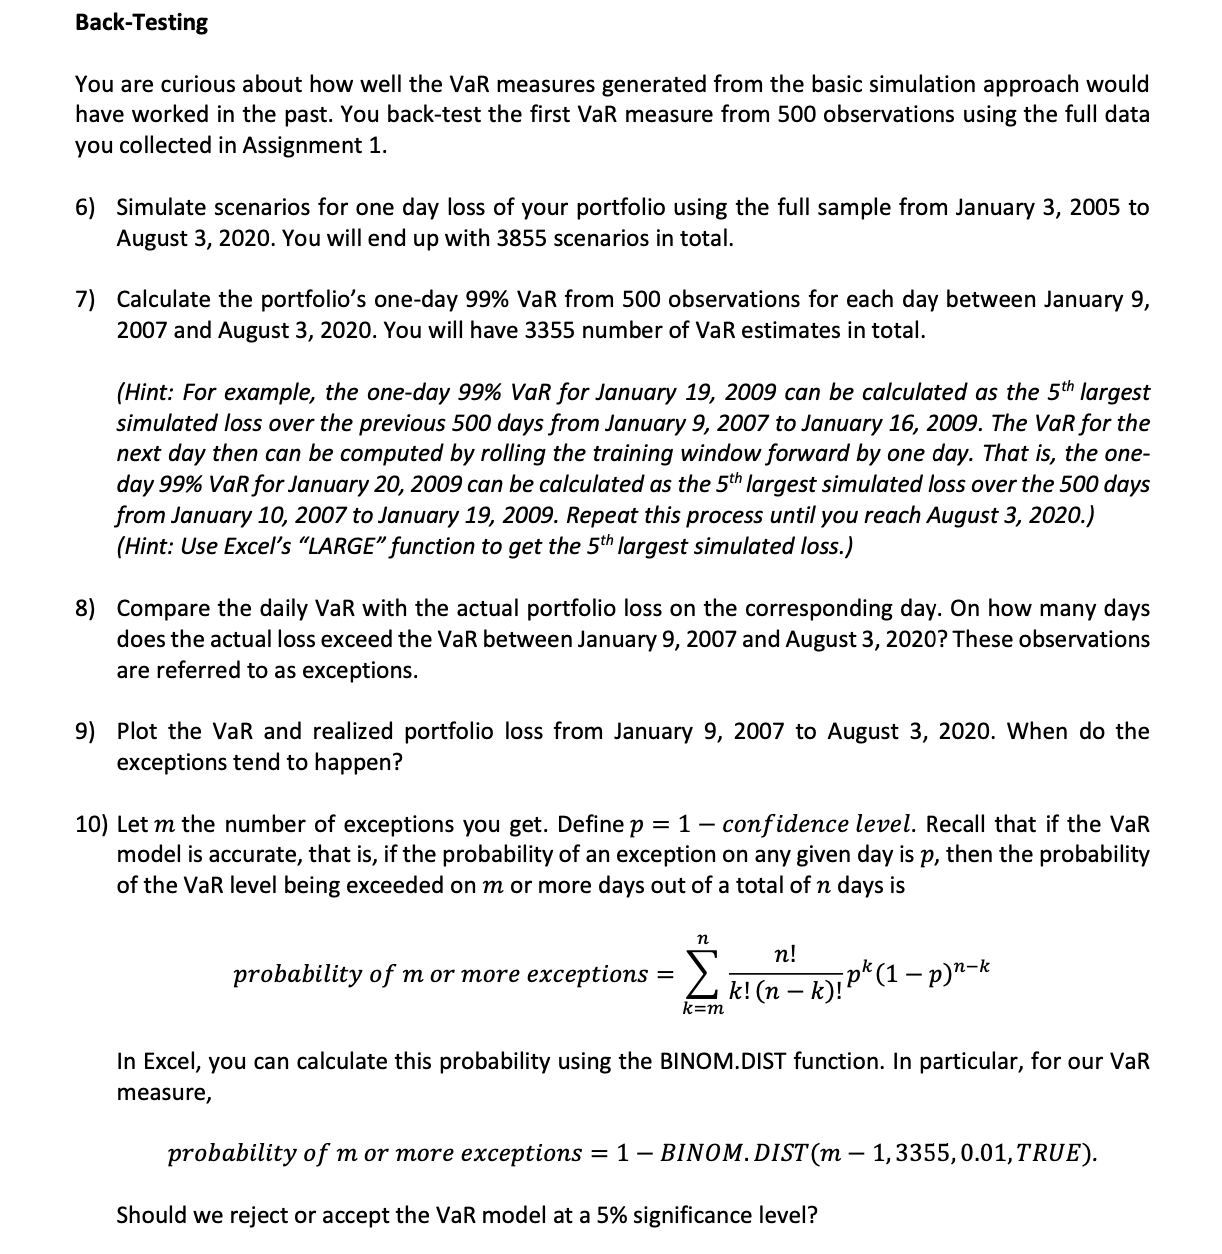 Back-Testing
You are curious about how well the VaR measures generated from the basic simulation approach would
have worked in the past. You back-test the first VaR measure from 500 observations using the full data
you collected in Assignment 1.
6) Simulate scenarios for one day loss of your portfolio using the full sample from January 3, 2005 to
August 3, 2020. You will end up with 3855 scenarios in total.
7) Calculate the portfolio’s one-day 99% VaR from 500 observations for each day between January 9,
2007 and August 3, 2020. You will have 3355 number of VaR estimates in total.
(Hint: For example, the one-day 99% VaR for January 19, 2009 can be calculated as the 5th largest
simulated loss over the previous 500 days from January 9, 2007 to January 16, 2009. The VaR for the
next day then can be computed by rolling the training window forward by one day. That is, the one-
day 99% VaR for January 20, 2009 can be calculated as the 5th largest simulated loss over the 500 days
from January 10, 2007 to January 19, 2009. Repeat this process until you reach August 3, 2020.)
(Hint: Use Excel’s “LARGE” function to get the 5th largest simulated loss.)
8) Compare the daily VaR with the actual portfolio loss on the corresponding day. On how many days
does the actual loss exceed the VaR between January 9, 2007 and August 3, 2020? These observations
are referred to as exceptions.
9) Plot the VaR and realized portfolio loss from January 9, 2007 to August 3, 2020. When do the
exceptions tend to happen?
10) Let m the number of exceptions you get. Define p = 1 − confidence level. Recall that if the VaR
model is accurate, that is, if the probability of an exception on any given day is p, then the probability
of the VaR level being exceeded on m or more days out of a total of n days is
probability of m or more exceptions = ∑_{k=m}^{n} n!/(k! (n − k)!) p^k (1 − p)^{n−k}
In Excel, you can calculate this probability using the BINOM.DIST function. In particular, for our VaR
measure,
probability of m or more exceptions = 1 − BINOM. DIST(m − 1, 3355, 0.01, TRUE).
Should we reject or accept the VaR model at a 5% significance level?